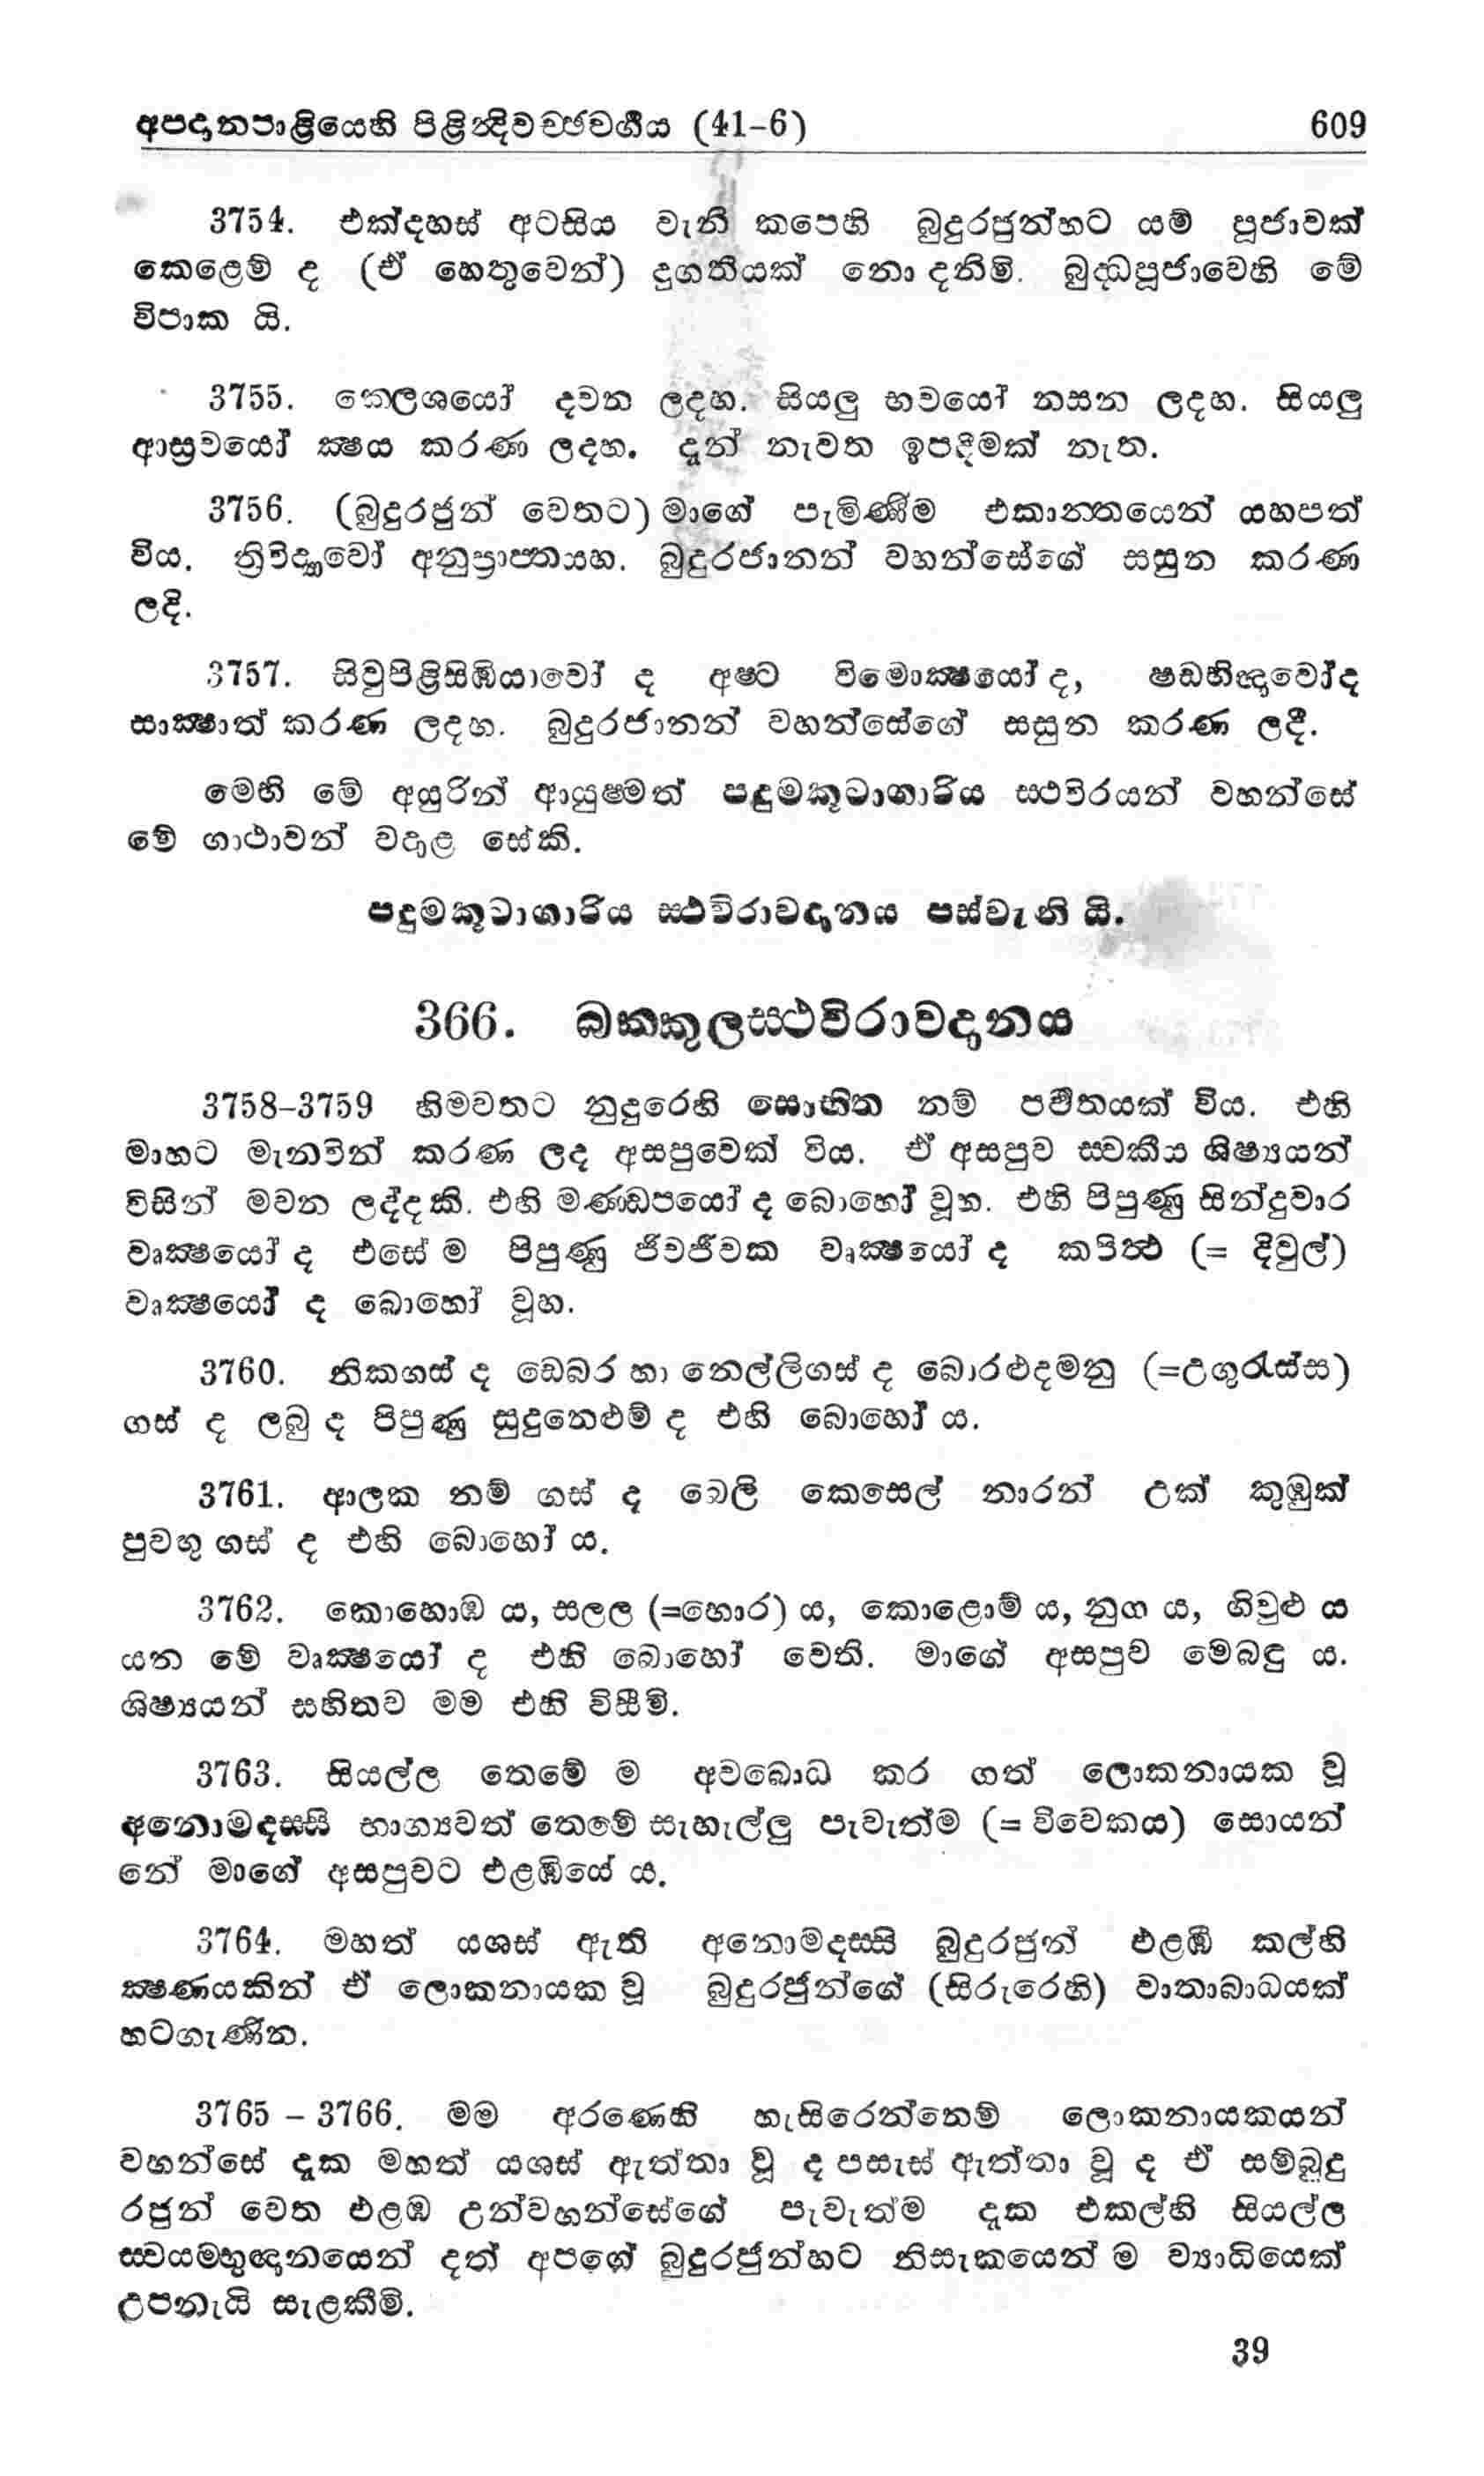 අපදානපාළියෙහි පිළින්දිවච්ඡවර්‍ගය (41-6) 609
3754. එක්දහස් අටසිය වැනි කපෙහි බුදුරජුන්හට යම් පූජාවක්
කෙළෙම් ද (ඒ හෙතුවෙන්) දුගතියක් නො දනිමි. බුද්ධපූජාවෙහි මේ
විපාක යි.
3755. කෙලශයෝ දවන ලදහ. සියලු භවයෝ නසන ලදහ. සියලු
ආස්‍රවයෝ ක්‍ෂය කරණ ලදහ. දැන් නැවත ඉපදීමක් නැත.
3756. (බුදුරජුන් වෙතට) මාගේ පැමිණීම එකාන්තයෙන් යහපත්
විය. ත්‍රිවිද්‍යාවෝ අනුප්‍රාප්තයහ. බුදුරජානන් වහන්සේගේ සසුන කරණ
ලදි.
3757. සිවුපිළිසිඹියාවෝ ද අෂ්ට විමොක්‍ෂයෝ ද, ෂඩභිඥාවෝද
සාක්‍ෂාත් කරණ ලදහ. බුදුරජානන් වහන්සේගේ සසුන කරණ ලදී.
මෙහි මේ අයුරින් ආයුෂ්මත් පදුමකූටාගාරිය ස්ථවිරයන් වහන්සේ
මේ ගාථාවන් වදාළ සේකි.
පදුමකූටාගාරිය ස්ථවිරාවදානය පස්වැනි යි.
366. බක්කුලස්ථවිරාවදානය
3758-3759 හිමවතට නුදුරෙහි සොභිත නම් පර්‍වතයක් විය. එහි
මාහට මැනවින් කරණ ලද අසපුවෙක් විය. ඒ අසපුව ස්වකීය ශිෂ්‍යයන්
විසින් මවන ලද්දකි. එහි මණ්ඩපයෝ ද බොහෝ වූහ. එහි පිපුණු සින්දුවාර
වෘක්‍ෂයෝ ද එසේ ම පිපුණු ජීවජීවක වෘක්‍ෂයෝ ද කපිත්‍ථ (= දිවුල්)
වෘක්‍ෂයෝ ද බොහෝ වූහ.
3760. නිකගස් ද ඩෙබර හා නෙල්ලිගස් ද බොරළුදමනු (=උගුරැස්ස)
ගස් ද ලබු ද පිපුණු සුදුනෙළුම් ද එහි බොහෝ ය.
3761. ආලක නම් ගස් ද බෙලි කෙසෙල් නාරන් උක් කුඹුක්
පුවඟු ගස් ද එහි බොහෝ ය.
3762. කොහොඹ ය, සලල (=හොර) ය, කොළොම් ය, නුග ය, ගිවුළු ය
යන මේ වෘක්‍ෂයෝ ද එහි බොහෝ වෙති. මාගේ අසපුව මෙබඳු ය.
ශිෂ්‍යයන් සහිතව මම එහි විසීමි.
3763. සියල්ල තෙමේ ම අවබොධ කර ගත් ලොකනායක වූ
අනොමදස්සි භාග්‍යවත් තෙමේ සැහැල්ලු පැවැත්ම (= විවෙකය) සොයන්
නේ මාගේ අසපුවට එළඹියේ ය.
3764. මහත් යශස් ඇති අනොමදස්සි බුදුරජුන් එළඹි කල්හි
ක්‍ෂණයකින් ඒ ලොකනායක වූ බුදුරජුන්ගේ (සිරුරෙහි) වාතාබාධයක්
හටගැණින.
3765 – 3766. මම අරණෙහි හැසිරෙන්නෙම් ලොකනායකයන්
වහන්සේ දැක මහත් යශස් ඇත්තා වූ ද පසැස් ඇත්තා වූ ද ඒ සම්බුදු
රජුන් වෙත එළඹ උන්වහන්සේගේ පැවැත්ම දැක එකල්හි සියල්ල
ස්වයම්භූඥානයෙන් දත් අපගේ බුදුරජුන්හට නිසැකයෙන් ම ව්‍යාධියෙක්
උපනැයි සැළකීමි.
39